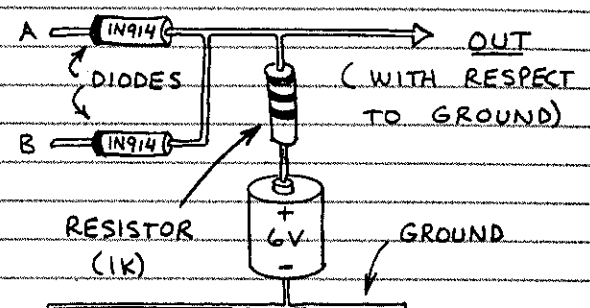 A 1N914
OUT
DIODES
(WITH RESPECT
TO GROUND)
B 1N914
+
RESISTOR
(1K)
6V
-
GROUND